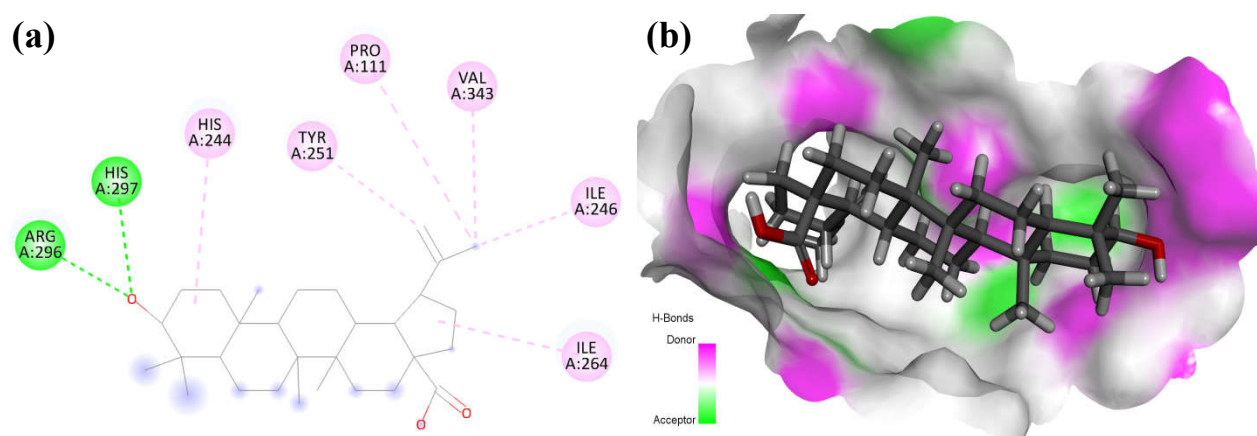 (a)
PRO
A:111
VAL
A:343
HIS
A:244
TYR
A:251
HIS
A:297
ILE
A:246
ARG
A:296
O
ILE
A:264
O
O
(b)
H-Bonds
Donor
Acceptor